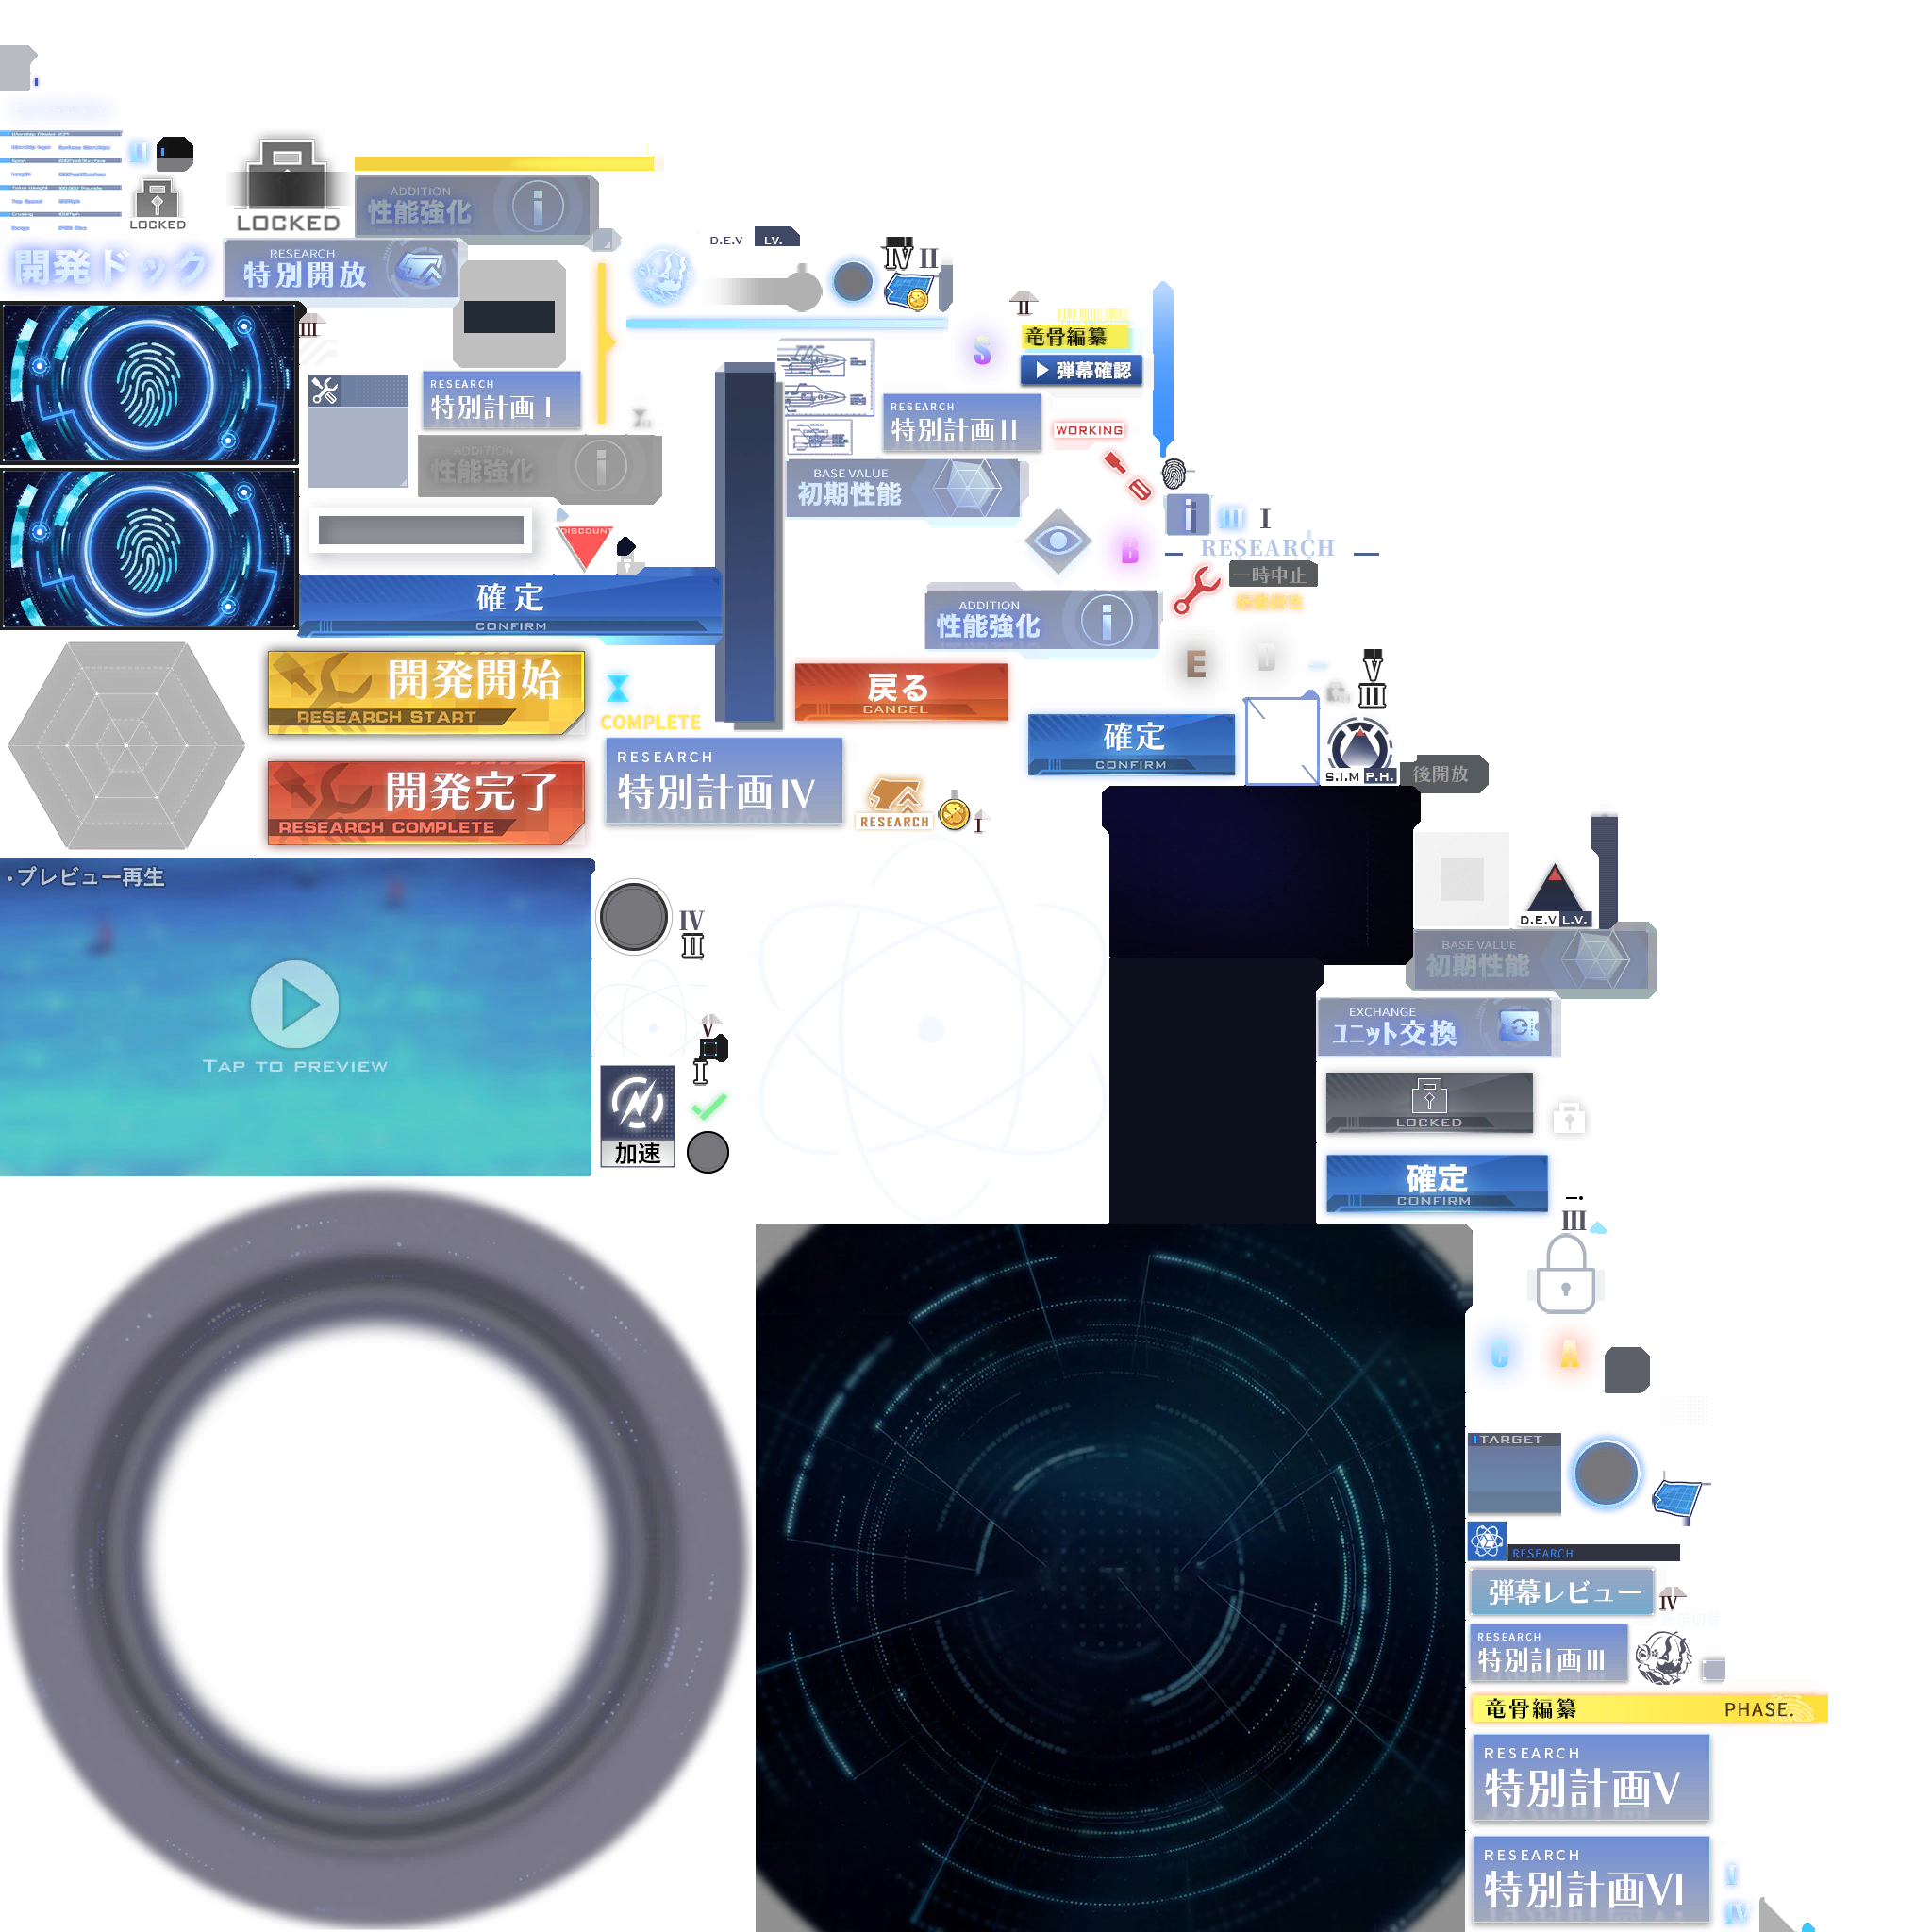 LOCKED
LOCKED
ADDITION
性能強化
開発ドック
RESEARCH
特別開放
D.E.V LV.
IV
II
III
II
S
竜骨編纂
弾幕確認
RESEARCH
特別計画 I
RESEARCH
特別計画 II
WORKING
ADDITION
性能強化
BASE VALUE
初期性能
i
III
I
DISCOUNT
B
RESEARCH
一時中止
確定
CONFIRM
ADDITION
性能強化
E
D
V
III
開発開始
RESEARCH START
COMPLETE
戻る
CANCEL
確定
CONFIRM
RESEARCH
特別計画 IV
S.I.M P.H.
後開放
開発完了
RESEARCH COMPLETE
RESEARCH
I
・プレビュー再生
TAP TO PREVIEW
IV
II
D.E.V L.V.
BASE VALUE
初期性能
EXCHANGE
ユニット交換
V
I
加速
LOCKED
確定
CONFIRM
III
C
A
TARGET
RESEARCH
弾幕レビュー
IV
RESEARCH
特別計画 III
竜骨編纂
PHASE.
RESEARCH
特別計画 V
RESEARCH
特別計画 VI
V
IV